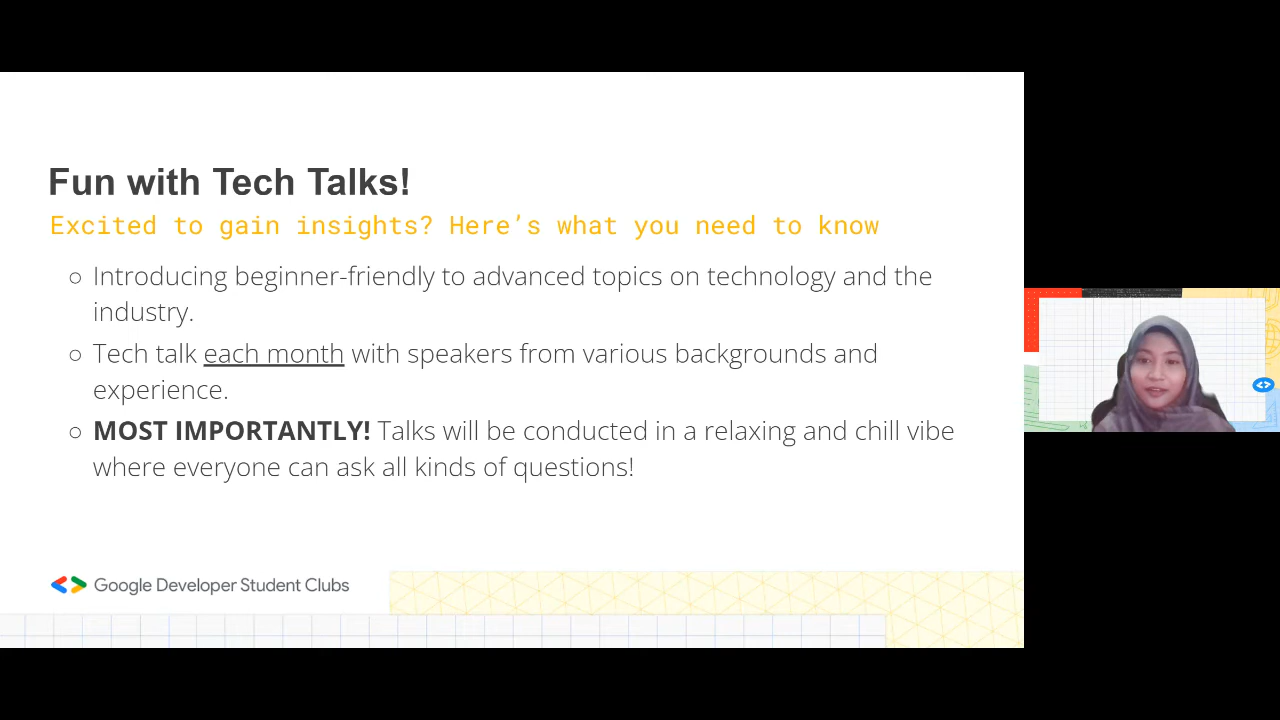 Fun with Tech Talks!
Excited to gain insights? Here’s what you need to know
○ Introducing beginner-friendly to advanced topics on technology and the
industry.
○ Tech talk each month with speakers from various backgrounds and
experience.
○ MOST IMPORTANTLY! Talks will be conducted in a relaxing and chill vibe
where everyone can ask all kinds of questions!
Google Developer Student Clubs